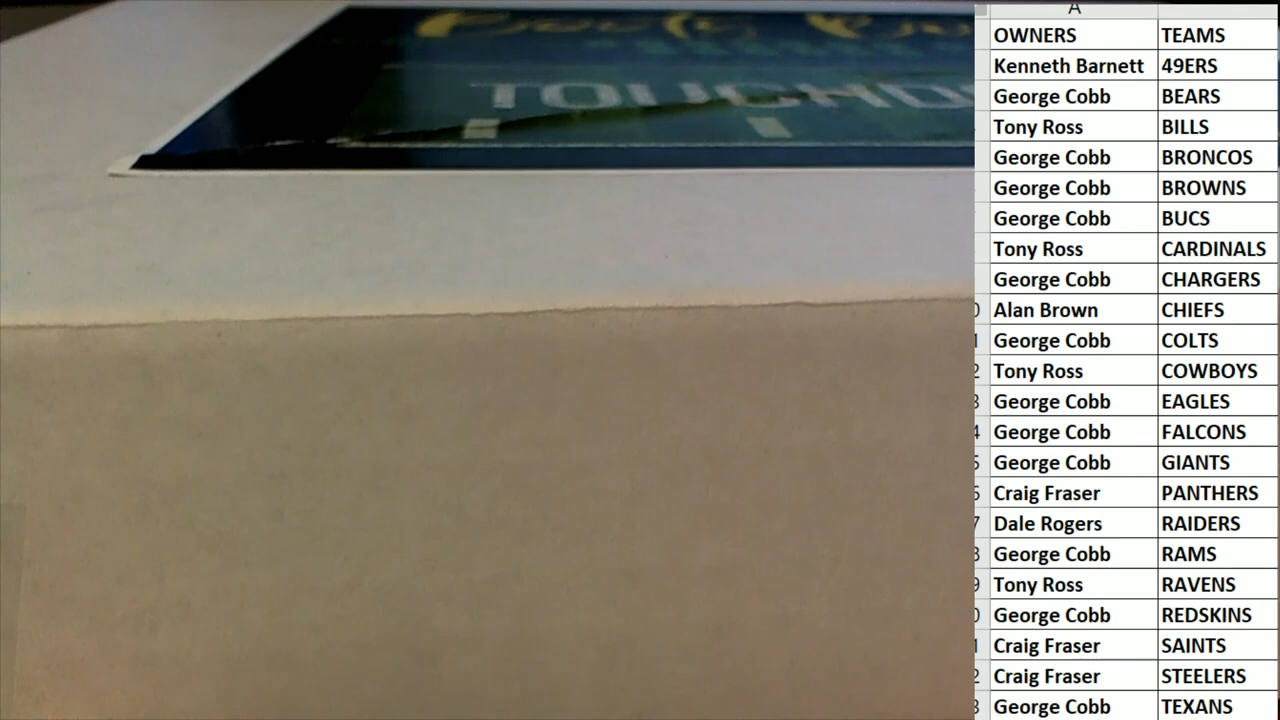 TOUCHDO
A
OWNERS TEAMS
Kenneth Barnett 49ERS
George Cobb BEARS
Tony Ross BILLS
George Cobb BRONCOS
George Cobb BROWNS
George Cobb BUCS
Tony Ross CARDINALS
George Cobb CHARGERS
Alan Brown CHIEFS
George Cobb COLTS
Tony Ross COWBOYS
George Cobb EAGLES
George Cobb FALCONS
George Cobb GIANTS
Craig Fraser PANTHERS
Dale Rogers RAIDERS
George Cobb RAMS
Tony Ross RAVENS
George Cobb REDSKINS
Craig Fraser SAINTS
Craig Fraser STEELERS
George Cobb TEXANS